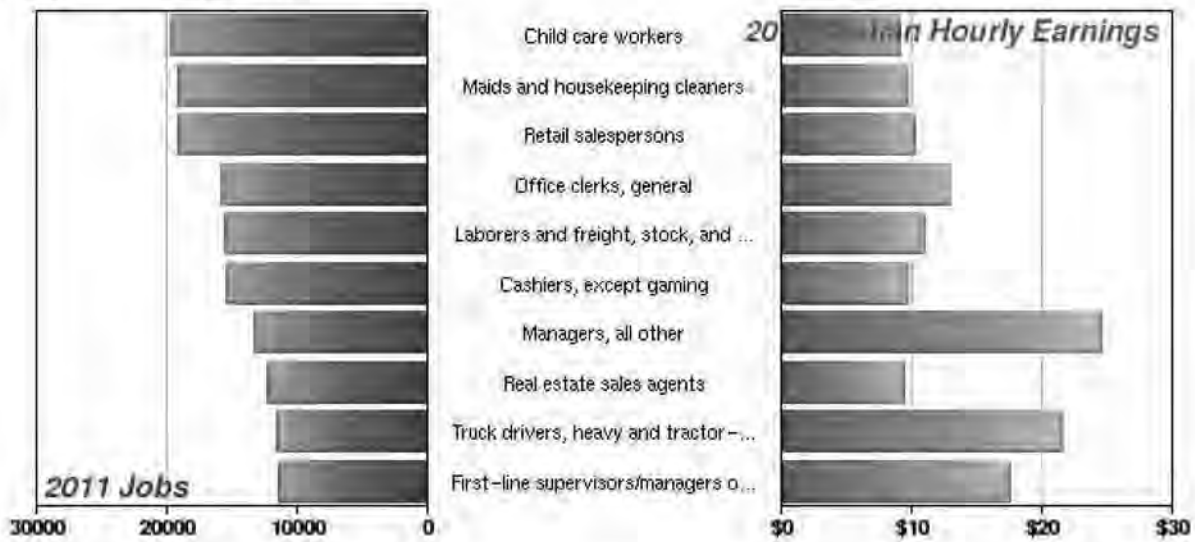 Child care workers
20 Hourly Earnings
Maids and housekeeping cleaners
Retail salespersons
Office clerks, general
Laborers and freight, stock, and ...
Cashiers, except gaming
Managers, all other
Real estate sales agents
Truck drivers, heavy and tractor-...
First-line supervisors/managers o...
2011 Jobs
30000 20000 10000 0 $0 $10 $20 $30